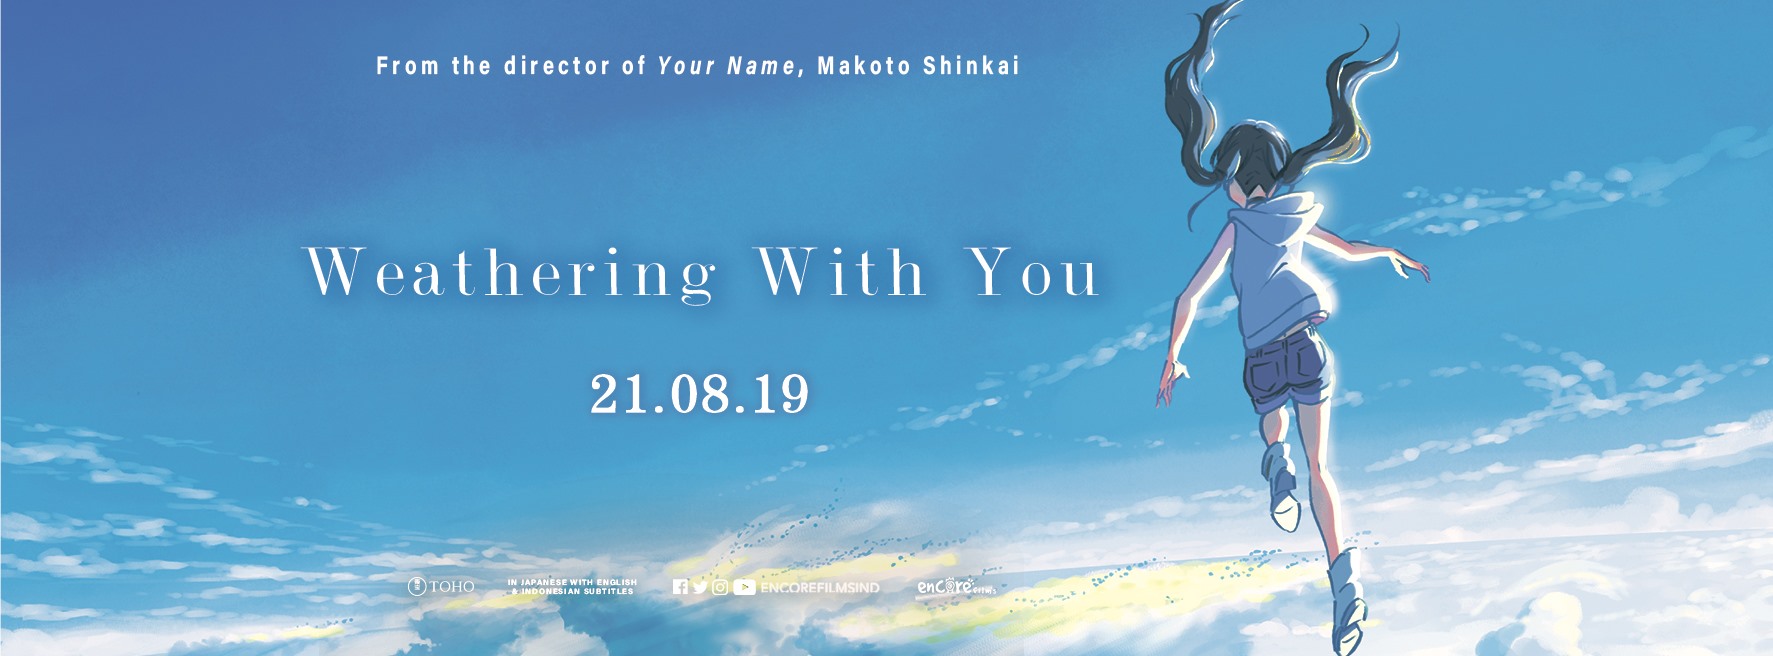 From the director of Your Name, Makoto Shinkai
Weathering With You
21.08.19
TOHO
IN JAPANESE WITH ENGLISH
& INDONESIAN SUBTITLES
ENCOREFILMSIND
encore films